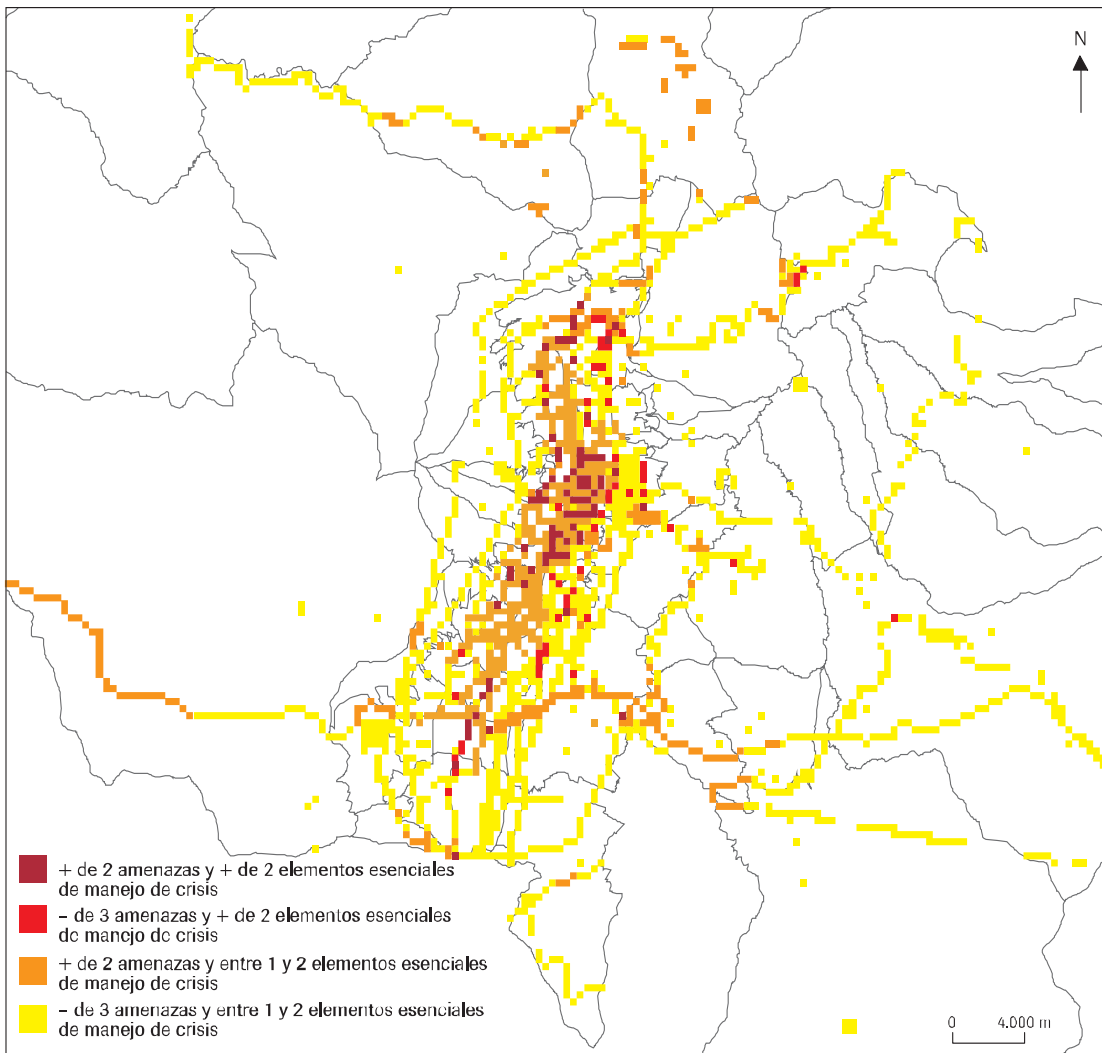 N
+ de 2 amenazas y + de 2 elementos esenciales
de manejo de crisis
– de 3 amenazas y + de 2 elementos esenciales
de manejo de crisis
+ de 2 amenazas y entre 1 y 2 elementos esenciales
de manejo de crisis
– de 3 amenazas y entre 1 y 2 elementos esenciales
de manejo de crisis
0 4.000 m